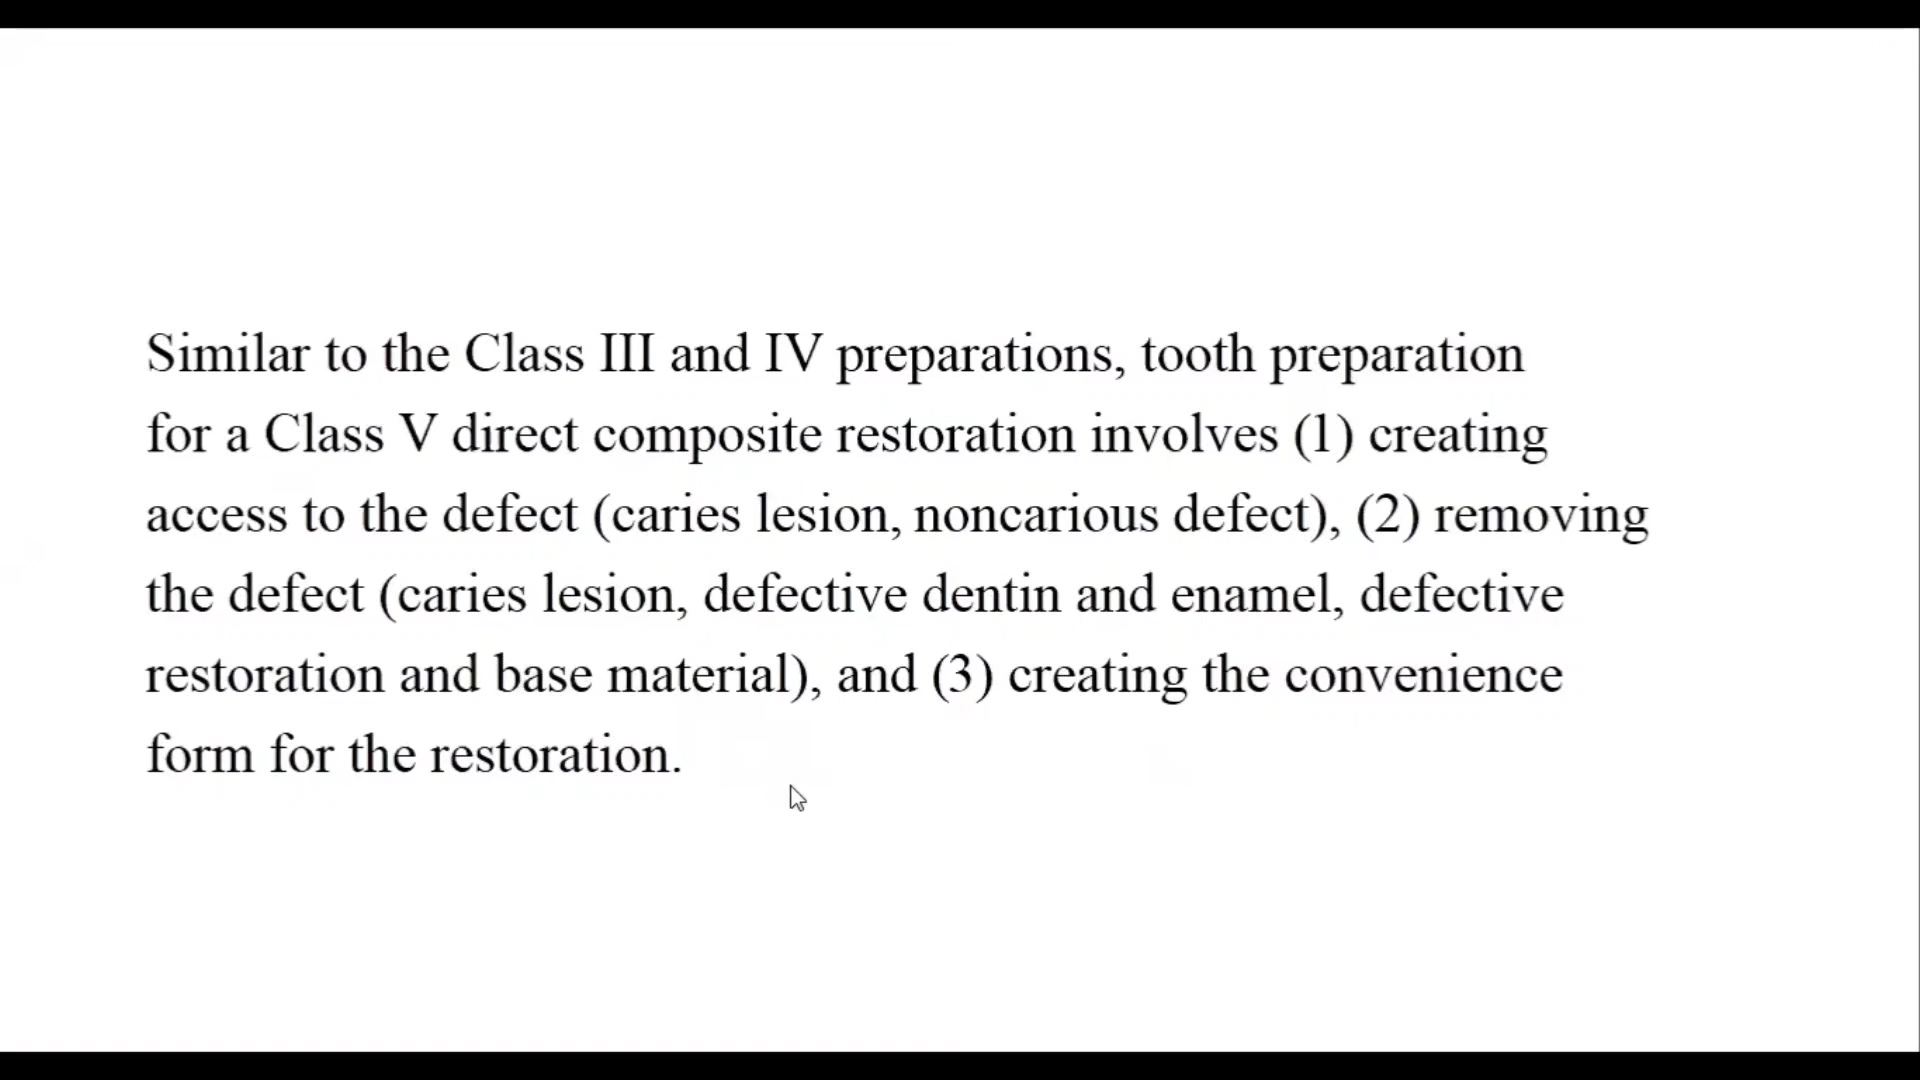 Similar to the Class III and IV preparations, tooth preparation
for a Class V direct composite restoration involves (1) creating
access to the defect (caries lesion, noncarious defect), (2) removing
the defect (caries lesion, defective dentin and enamel, defective
restoration and base material), and (3) creating the convenience
form for the restoration.